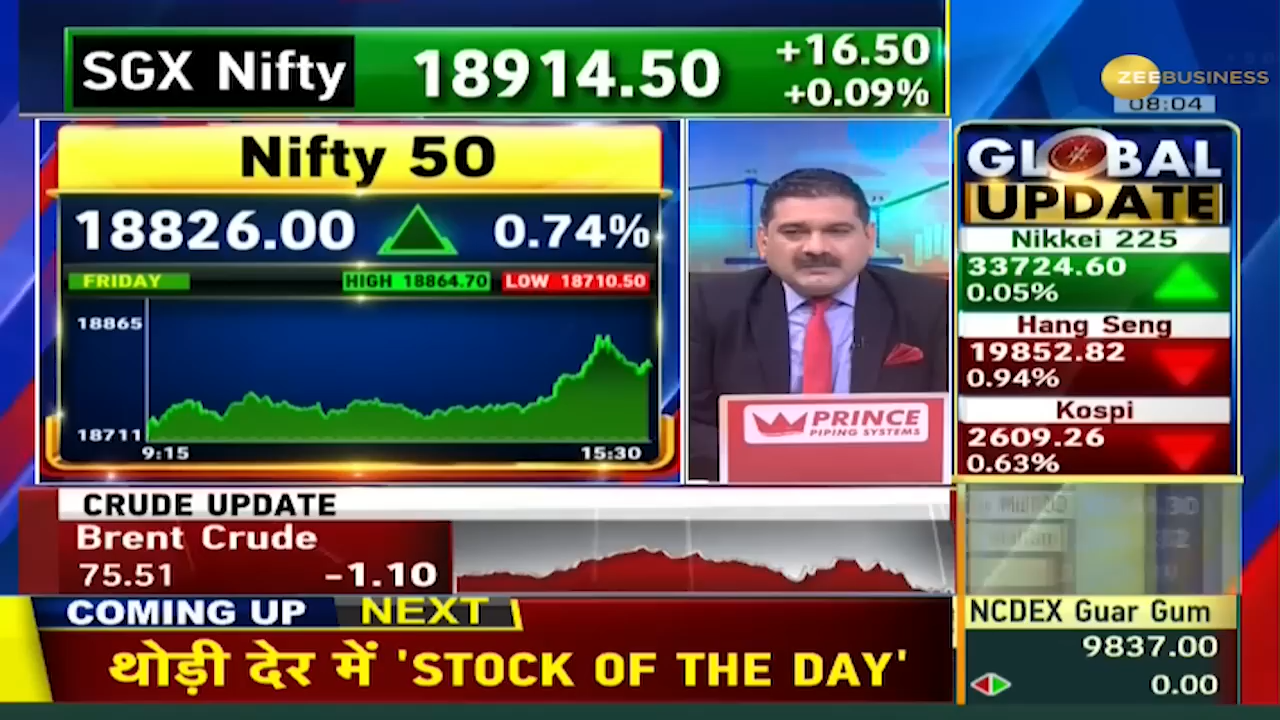 SGX Nifty
18914.50
+16.50
+0.09%
ZEEBUSINESS
08:04
Nifty 50
18826.00
0.74%
FRIDAY
HIGH 18864.70
LOW 18710.50
18865
18711
9:15
15:30
PRINCE
PIPING SYSTEMS
GLOBAL
UPDATE
Nikkei 225
33724.60
0.05%
Hang Seng
19852.82
0.94%
Kospi
2609.26
0.63%
CRUDE UPDATE
Brent Crude
75.51
-1.10
COMING UP NEXT
थोड़ी देर में 'STOCK OF THE DAY'
NCDEX Guar Gum
9837.00
0.00